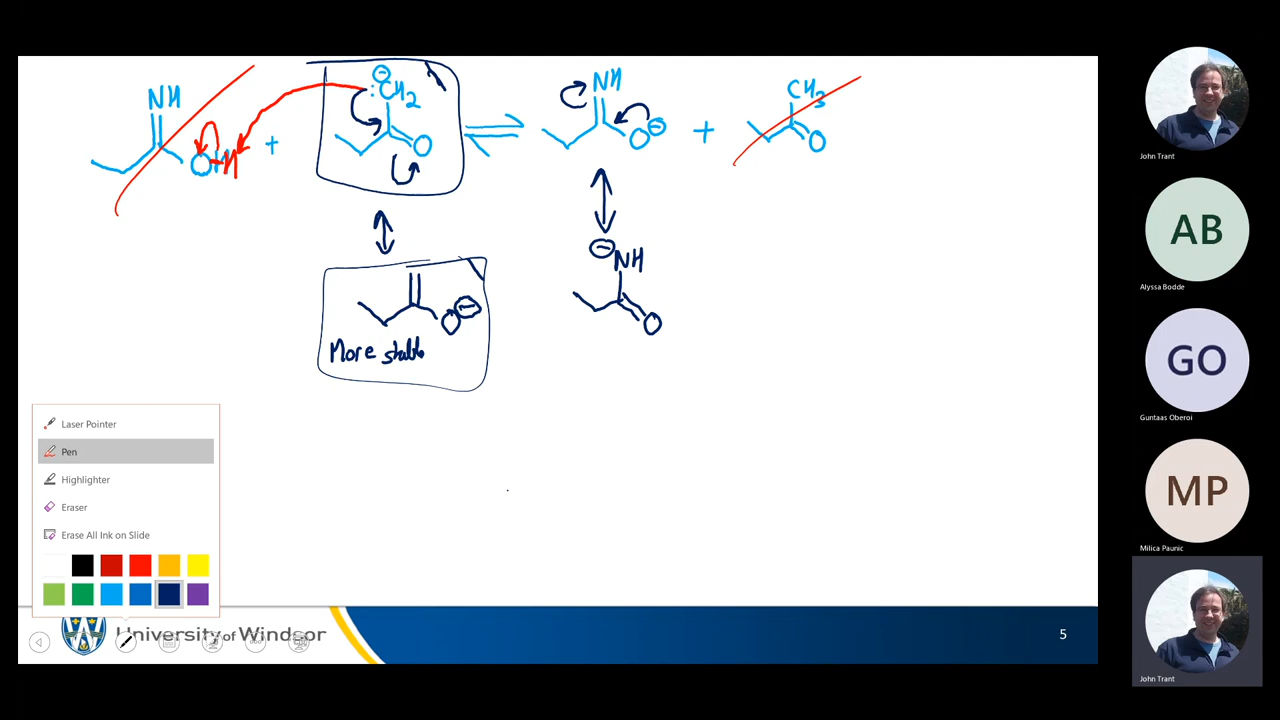 NH
OH
+
⊖
:CH2
O
⇌
NH
O⊖
+
CH3
O
⊖
NH
O
O⊖
More stable
Laser Pointer
Pen
Highlighter
Eraser
Erase All Ink on Slide
University of Windsor
5
John Trant
AB
Alyssa Bodde
GO
Guntaas Oberoi
MP
Milica Paunic
John Trant